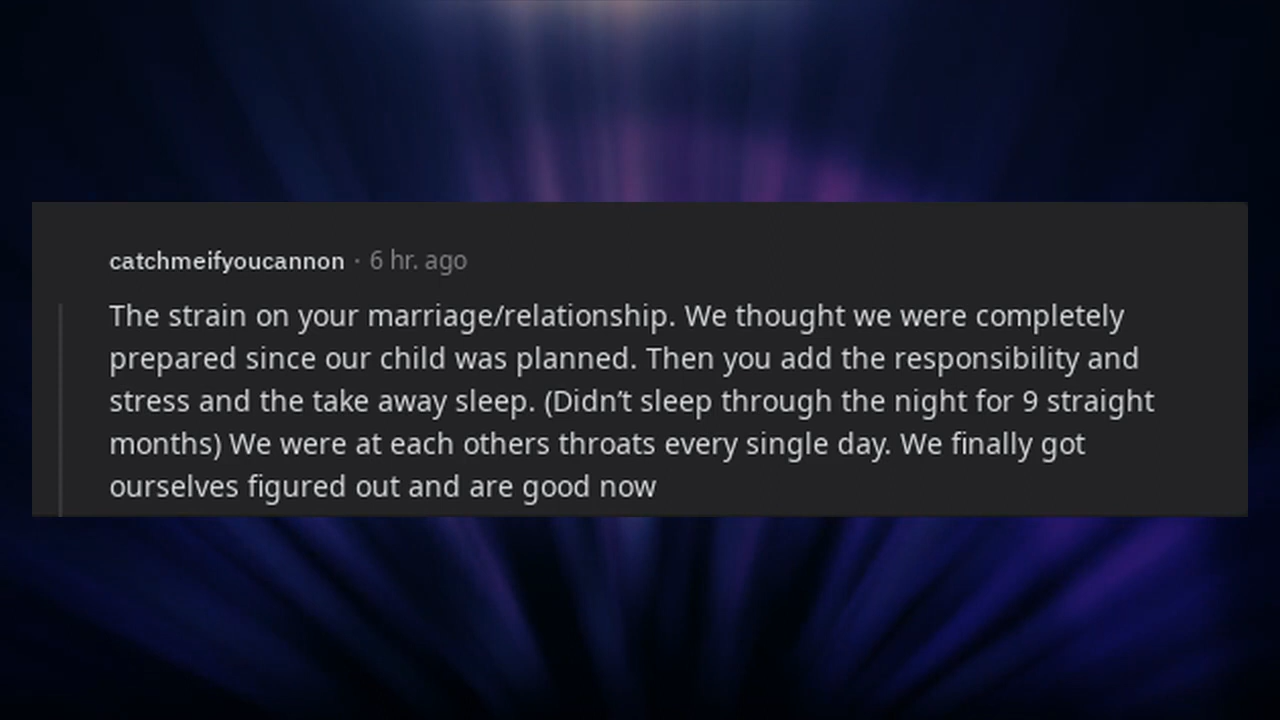 catchmeifyoucannon · 6 hr. ago
The strain on your marriage/relationship. We thought we were completely
prepared since our child was planned. Then you add the responsibility and
stress and the take away sleep. (Didn't sleep through the night for 9 straight
months) We were at each others throats every single day. We finally got
ourselves figured out and are good now